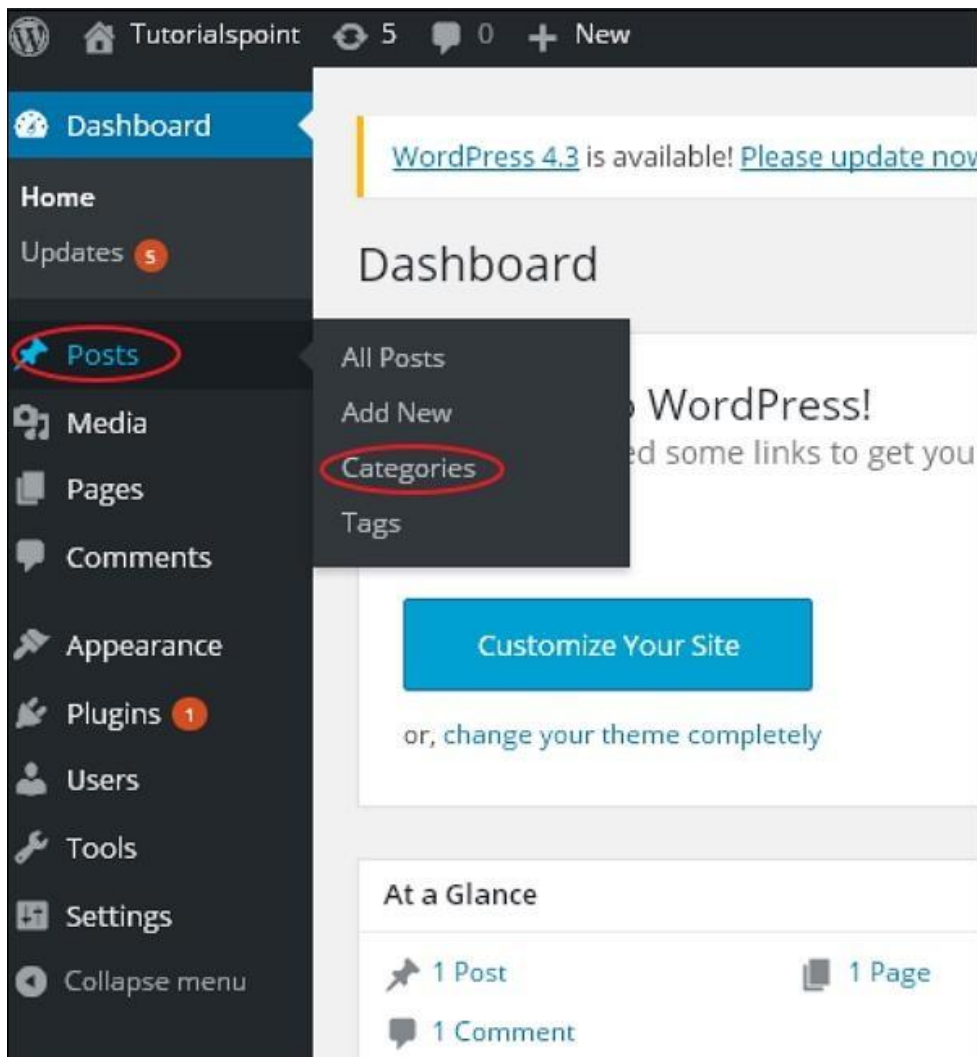 Tutorialspoint 5 0 + New
Dashboard
Home
Updates 5
Posts
Media
Pages
Comments
Appearance
Plugins 1
Users
Tools
Settings
Collapse menu
All Posts
Add New
Categories
Tags
WordPress 4.3 is available! Please update now
Dashboard
WordPress!
ed some links to get you
Customize Your Site
or, change your theme completely
At a Glance
1 Post 1 Page
1 Comment